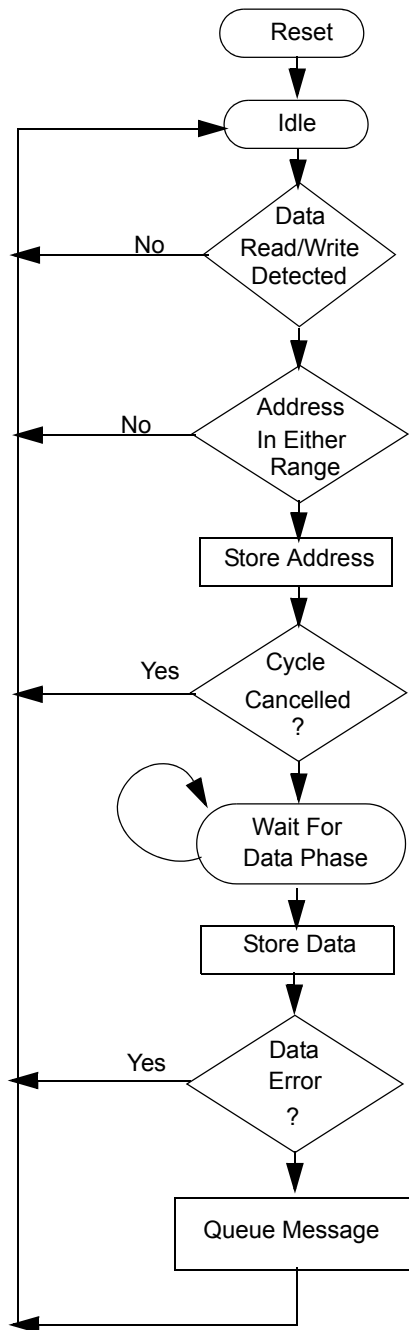 Reset
Idle
Data
Read/Write
Detected
No
Address
In Either
Range
No
Store Address
Cycle
Cancelled
?
Yes
Wait For
Data Phase
Store Data
Data
Error
?
Yes
Queue Message